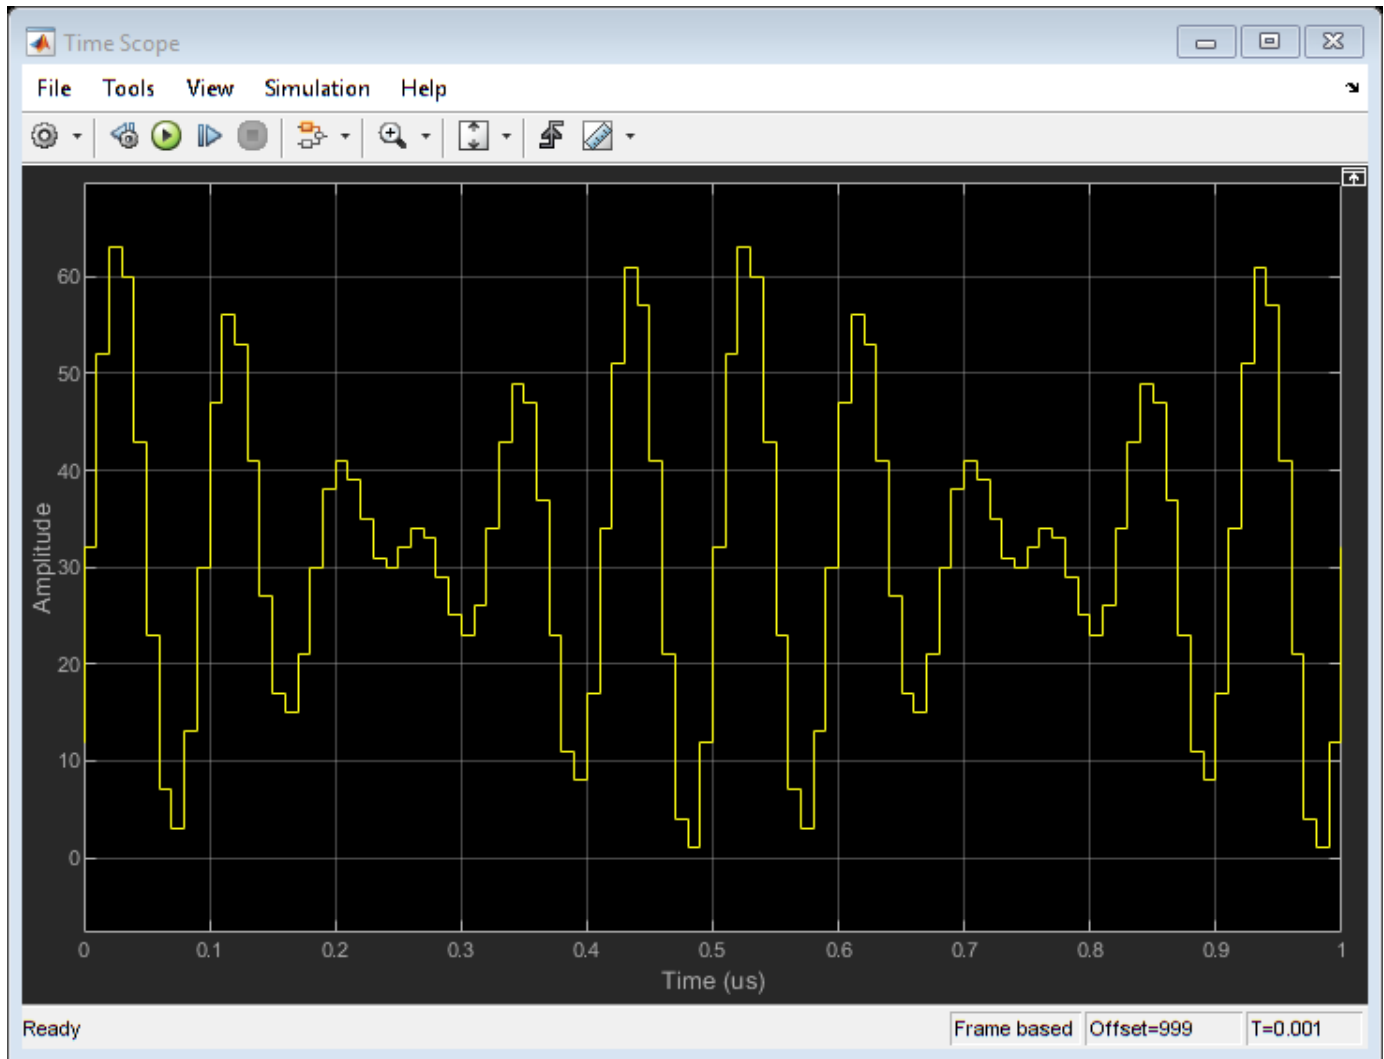 Time Scope
File Tools View Simulation Help
60
50
40
30
20
10
0
Amplitude
0 0.1 0.2 0.3 0.4 0.5 0.6 0.7 0.8 0.9 1
Time (us)
Ready Frame based Offset=999 T=0.001